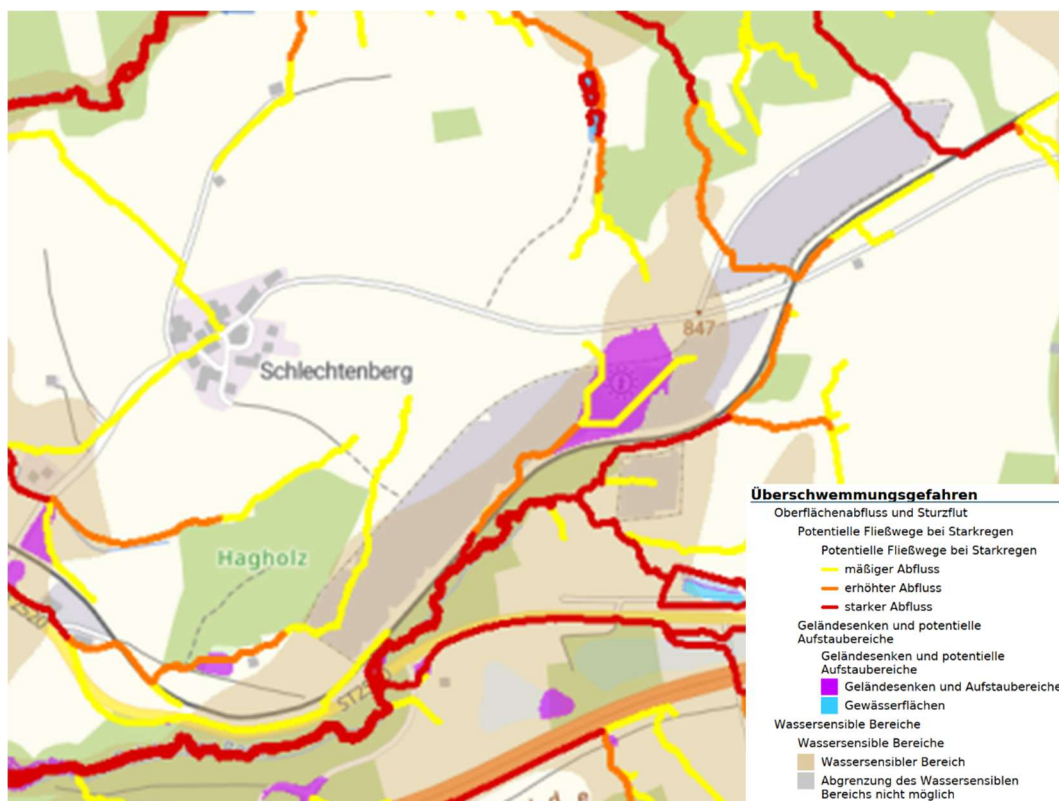 847
Schlechtenberg
Hagholz
Überschwemmungsgefahren
Oberflächenabfluss und Sturzflut
Potentielle Fließwege bei Starkregen
Potentielle Fließwege bei Starkregen
mäßiger Abfluss
erhöhter Abfluss
starker Abfluss
Geländesenken und potentielle
Aufstaubereiche
Geländesenken und potentielle
Aufstaubereiche
Geländesenken und Aufstaubereiche
Gewässerflächen
Wassersensible Bereiche
Wassersensible Bereiche
Wassersensibler Bereich
Abgrenzung des Wassersensiblen
Bereichs nicht möglich